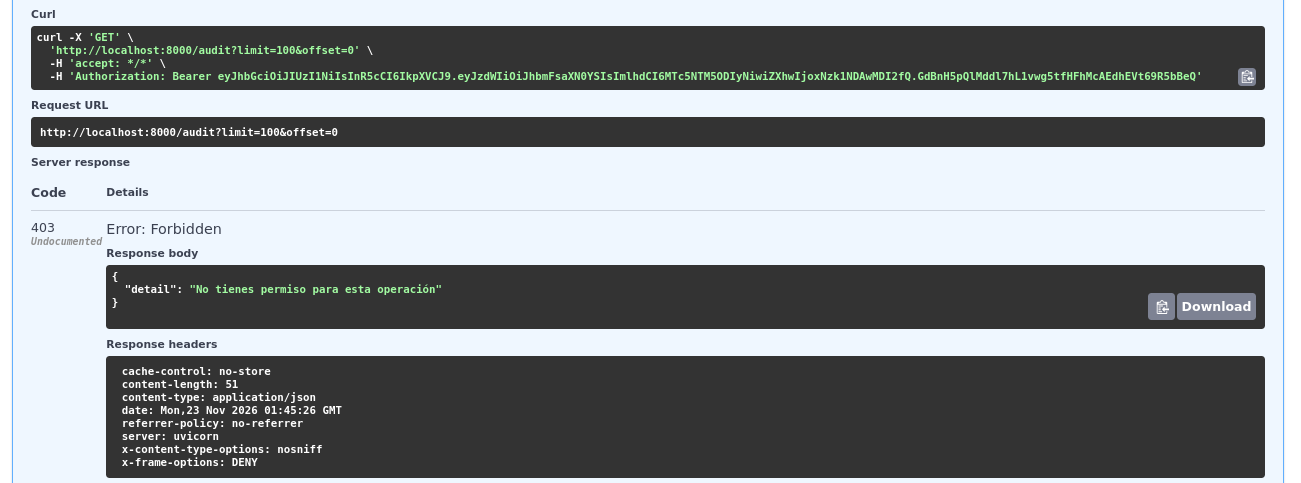 Curl
curl -X 'GET' \
'http://localhost:8000/audit?limit=100&offset=0' \
-H 'accept: */*' \
-H 'Authorization: Bearer eyJhbGciOiJIUzI1NiIsInR5cCI6IkpXVCJ9.eyJzdWIiOiJhbmFsaXN0YSIsImlhdCI6MTc5NTM5ODIyNiwiZXhwIjoxNzk1NDAwMDI2fQ.GdBnH5pQlMddl7hL1vwg5tfHFhMcAEdhEVt69R5bBeQ'
Request URL
http://localhost:8000/audit?limit=100&offset=0
Server response
Code Details
403 Error: Forbidden
Undocumented
Response body
{
"detail": "No tienes permiso para esta operación"
}
Download
Response headers
cache-control: no-store
content-length: 51
content-type: application/json
date: Mon,23 Nov 2026 01:45:26 GMT
referrer-policy: no-referrer
server: uvicorn
x-content-type-options: nosniff
x-frame-options: DENY